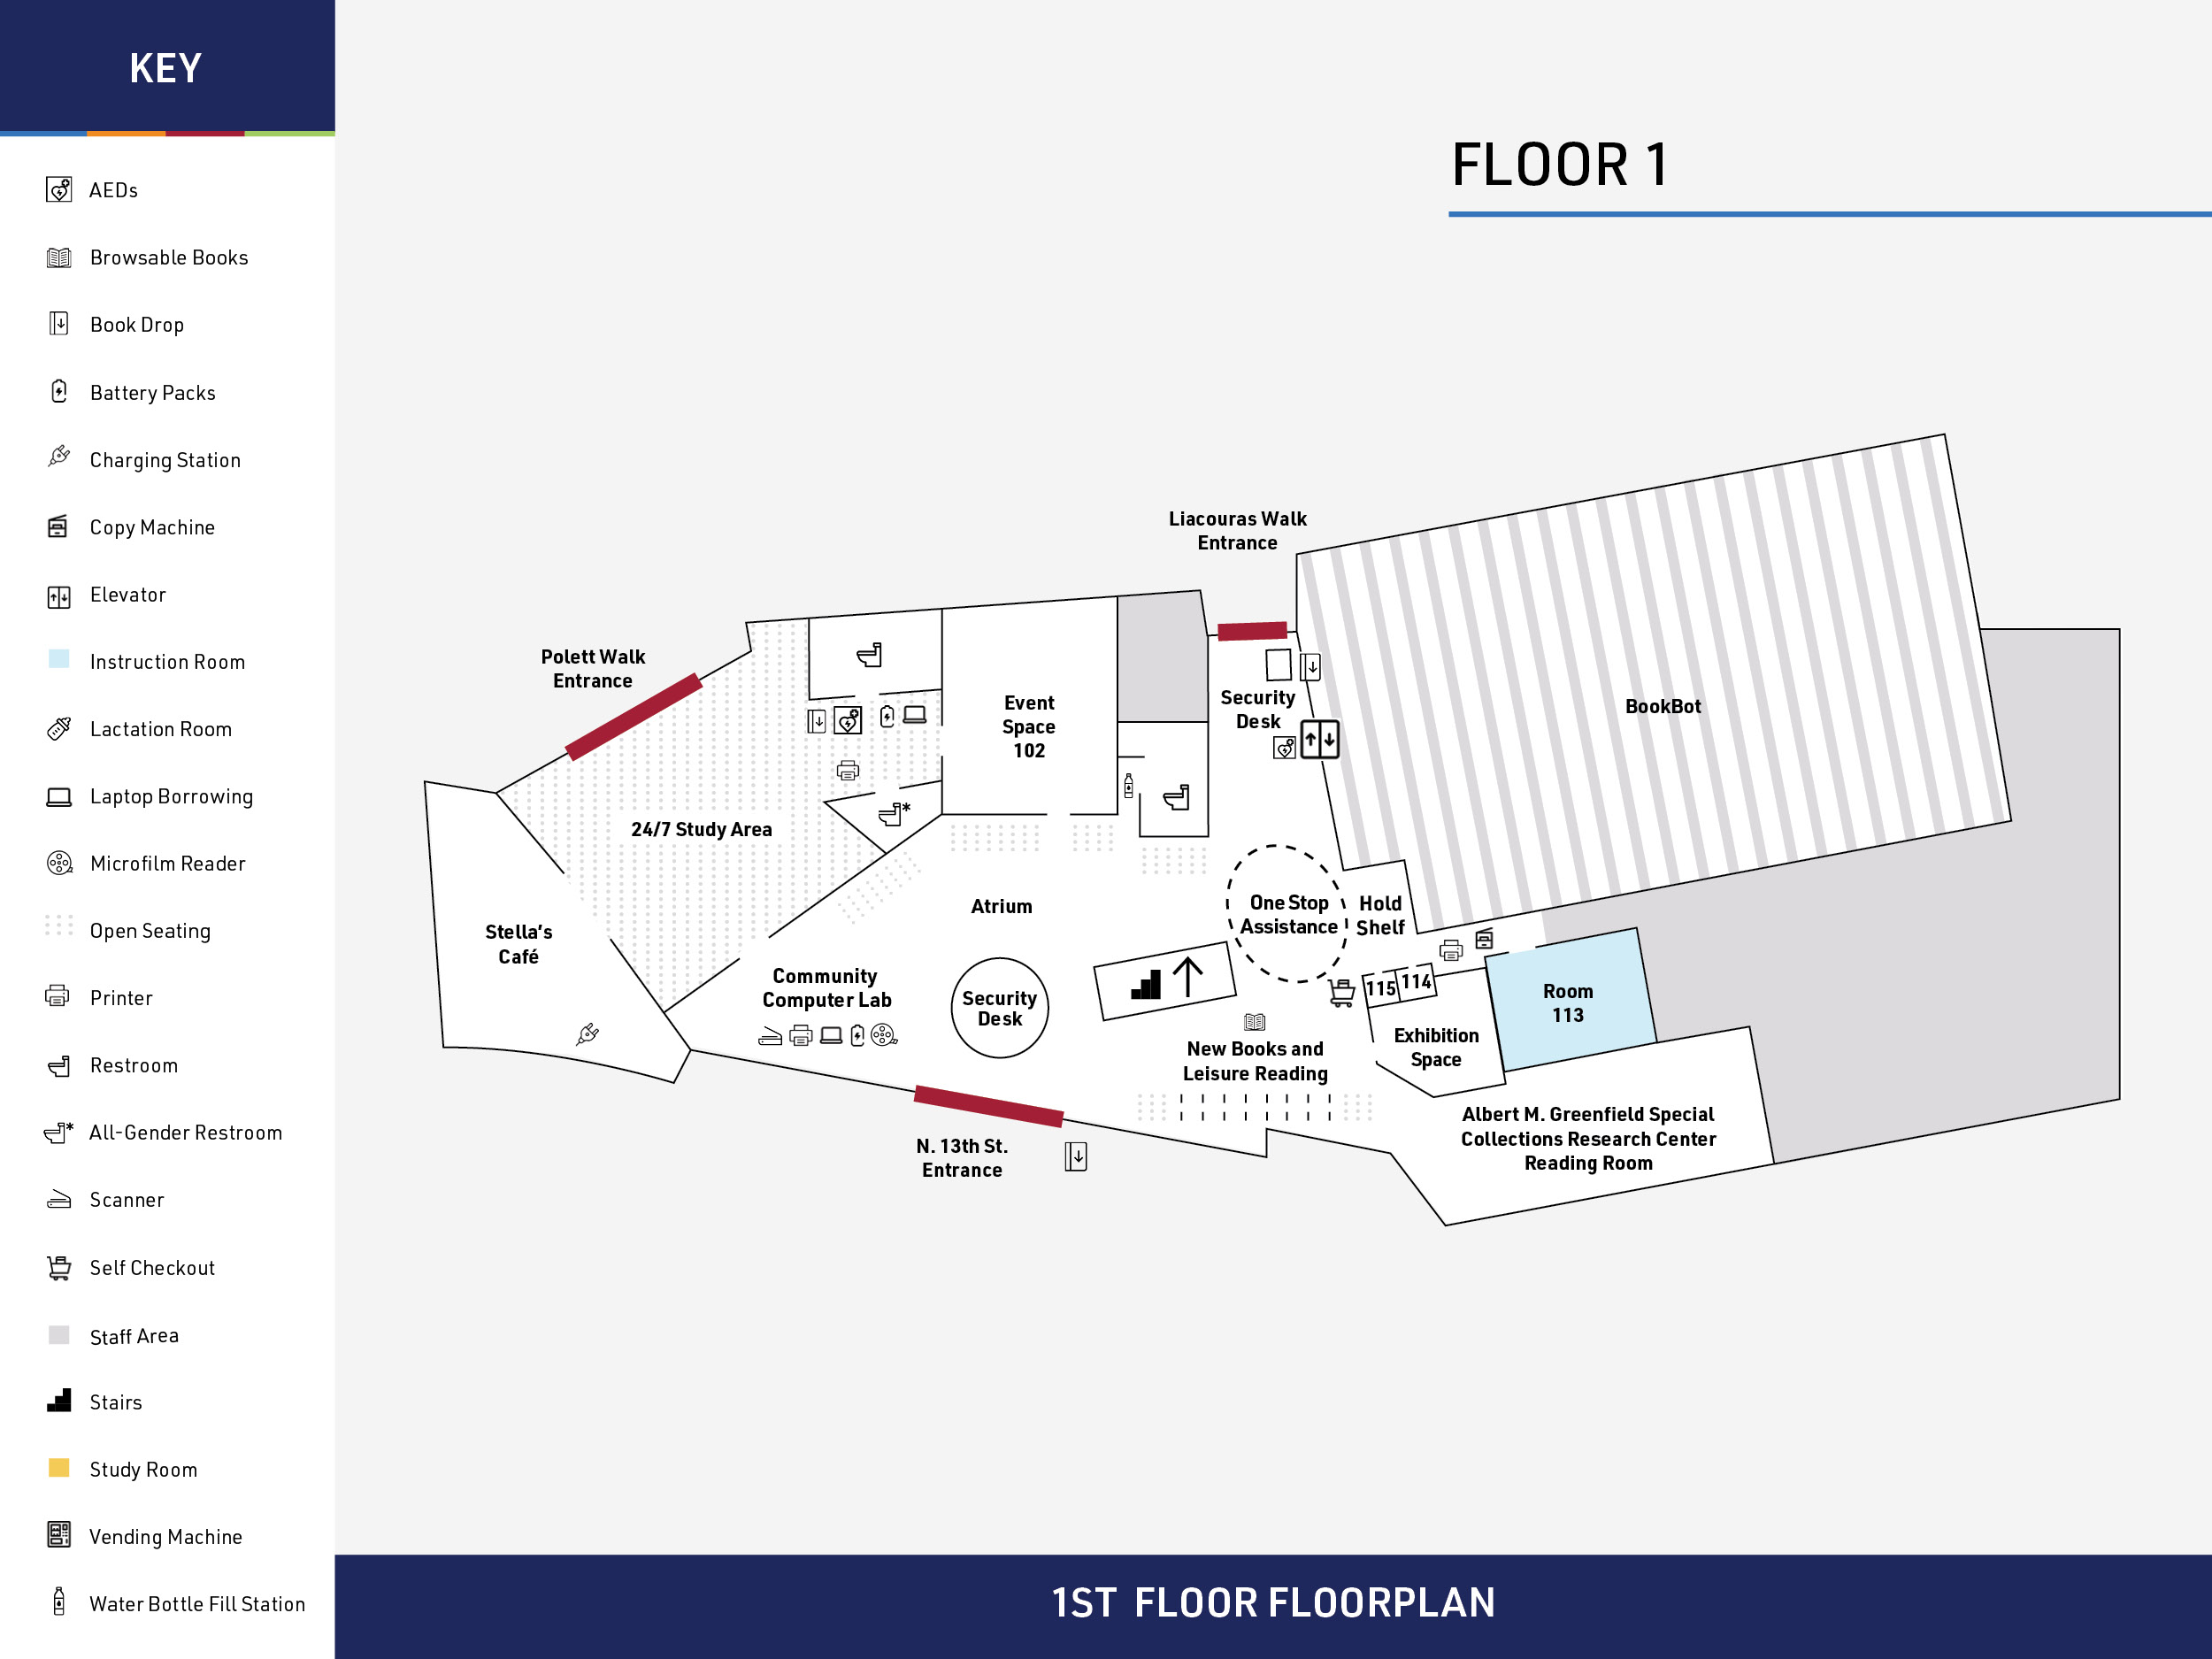 KEY
AEDs
Browsable Books
Book Drop
Battery Packs
Charging Station
Copy Machine
Elevator
Instruction Room
Lactation Room
Laptop Borrowing
Microfilm Reader
Open Seating
Printer
Restroom
All-Gender Restroom
Scanner
Self Checkout
Staff Area
Stairs
Study Room
Vending Machine
Water Bottle Fill Station
FLOOR 1
Liacouras Walk
Entrance
Polett Walk
Entrance
Event
Space
102
Security
Desk
BookBot
24/7 Study Area
Stella's
Café
Atrium
One Stop
Assistance
Hold
Shelf
Community
Computer Lab
Security
Desk
115
114
Room
113
Exhibition
Space
New Books and
Leisure Reading
Albert M. Greenfield Special
Collections Research Center
Reading Room
N. 13th St.
Entrance
1ST FLOOR FLOORPLAN